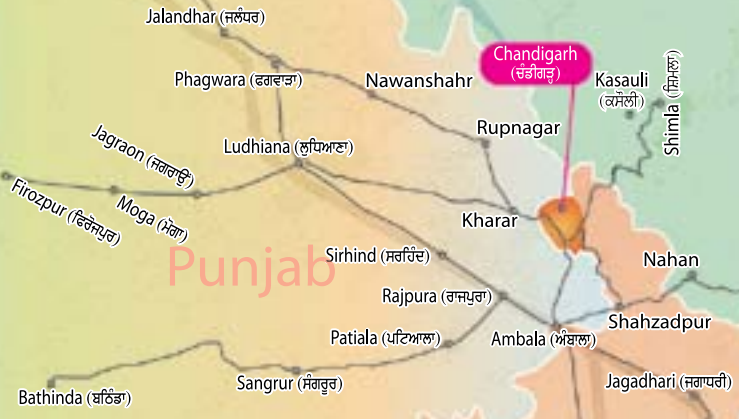 Jalandhar (ਜਲੰਧਰ)
Chandigarh
(ਚੰਡੀਗੜ੍ਹ)
Phagwara (ਫਗਵਾੜਾ)
Nawanshahr
Kasauli
(ਕਸੌਲੀ)
Shimla (ਸ਼ਿਮਲਾ)
Rupnagar
Jagraon (ਜਗਰਾਉਂ)
Ludhiana (ਲੁਧਿਆਣਾ)
Firozpur (ਫਿਰੋਜਪੁਰ)
Moga (ਮੋਗਾ)
Kharar
Punjab
Sirhind (ਸਰਹਿੰਦ)
Nahan
Rajpura (ਰਾਜਪੁਰਾ)
Shahzadpur
Patiala (ਪਟਿਆਲਾ)
Ambala (ਅੰਬਾਲਾ)
Sangrur (ਸੰਗਰੂਰ)
Jagadhari (ਜਗਾਧਰੀ)
Bathinda (ਬਠਿੰਡਾ)